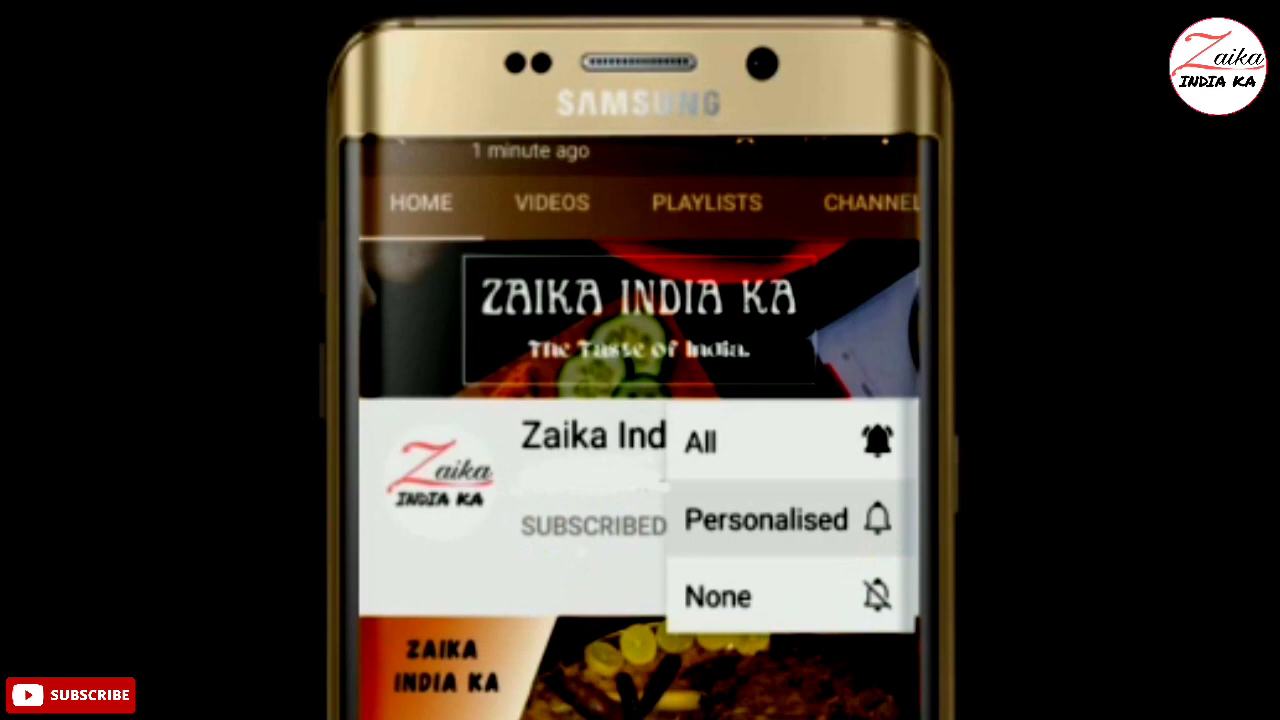 Zaika
INDIA KA
SAMSUNG
1 minute ago
HOME VIDEOS PLAYLISTS CHANNEL
ZAIKA INDIA KA
The Taste of India.
Zaika Ind
SUBSCRIBED
Zaika
INDIA KA
All
Personalised
None
ZAIKA
INDIA KA
SUBSCRIBE